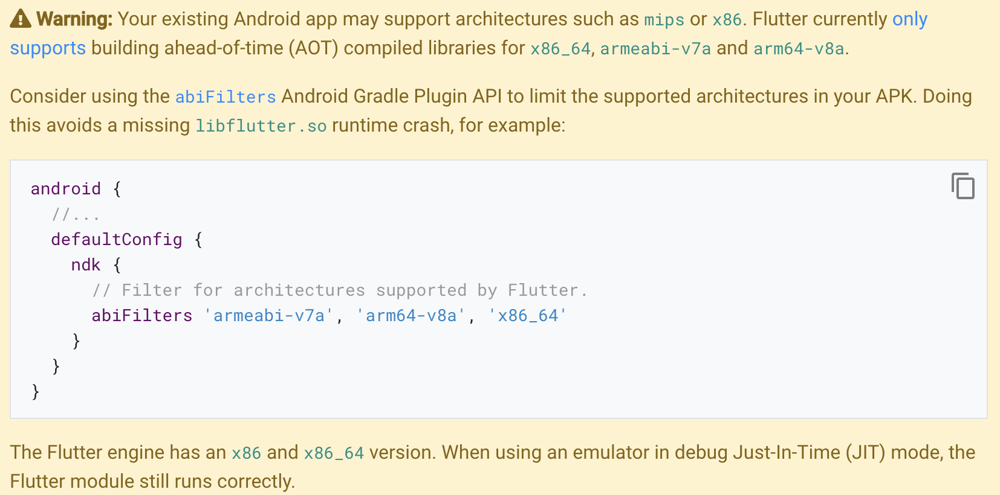 Warning: Your existing Android app may support architectures such as mips or x86. Flutter currently only
supports building ahead-of-time (AOT) compiled libraries for x86_64, armeabi-v7a and arm64-v8a.
Consider using the abiFilters Android Gradle Plugin API to limit the supported architectures in your APK. Doing
this avoids a missing libflutter.so runtime crash, for example:
android {
  //...
  defaultConfig {
    ndk {
      // Filter for architectures supported by Flutter.
      abiFilters 'armeabi-v7a', 'arm64-v8a', 'x86_64'
    }
  }
}
The Flutter engine has an x86 and x86_64 version. When using an emulator in debug Just-In-Time (JIT) mode, the
Flutter module still runs correctly.